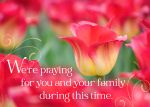 We're praying
for you and your family
during this time.